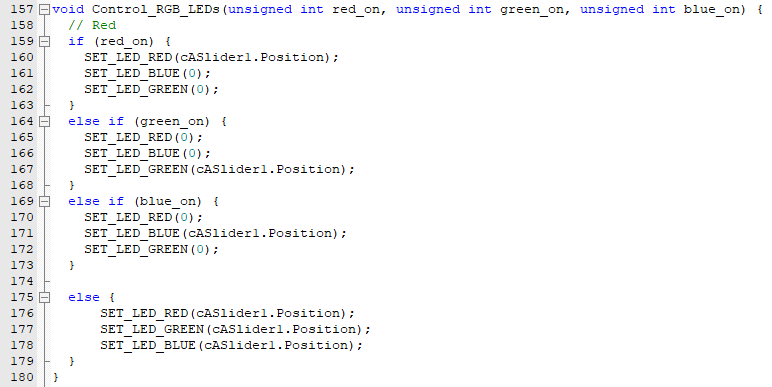 157 void Control_RGB_LEDs(unsigned int red_on, unsigned int green_on, unsigned int blue_on) {
158   // Red
159   if (red_on) {
160     SET_LED_RED(cASlider1.Position);
161     SET_LED_BLUE(0);
162     SET_LED_GREEN(0);
163   }
164   else if (green_on) {
165     SET_LED_RED(0);
166     SET_LED_BLUE(0);
167     SET_LED_GREEN(cASlider1.Position);
168   }
169   else if (blue_on) {
170     SET_LED_RED(0);
171     SET_LED_BLUE(cASlider1.Position);
172     SET_LED_GREEN(0);
173   }
174
175   else {
176       SET_LED_RED(cASlider1.Position);
177       SET_LED_GREEN(cASlider1.Position);
178       SET_LED_BLUE(cASlider1.Position);
179   }
180 }